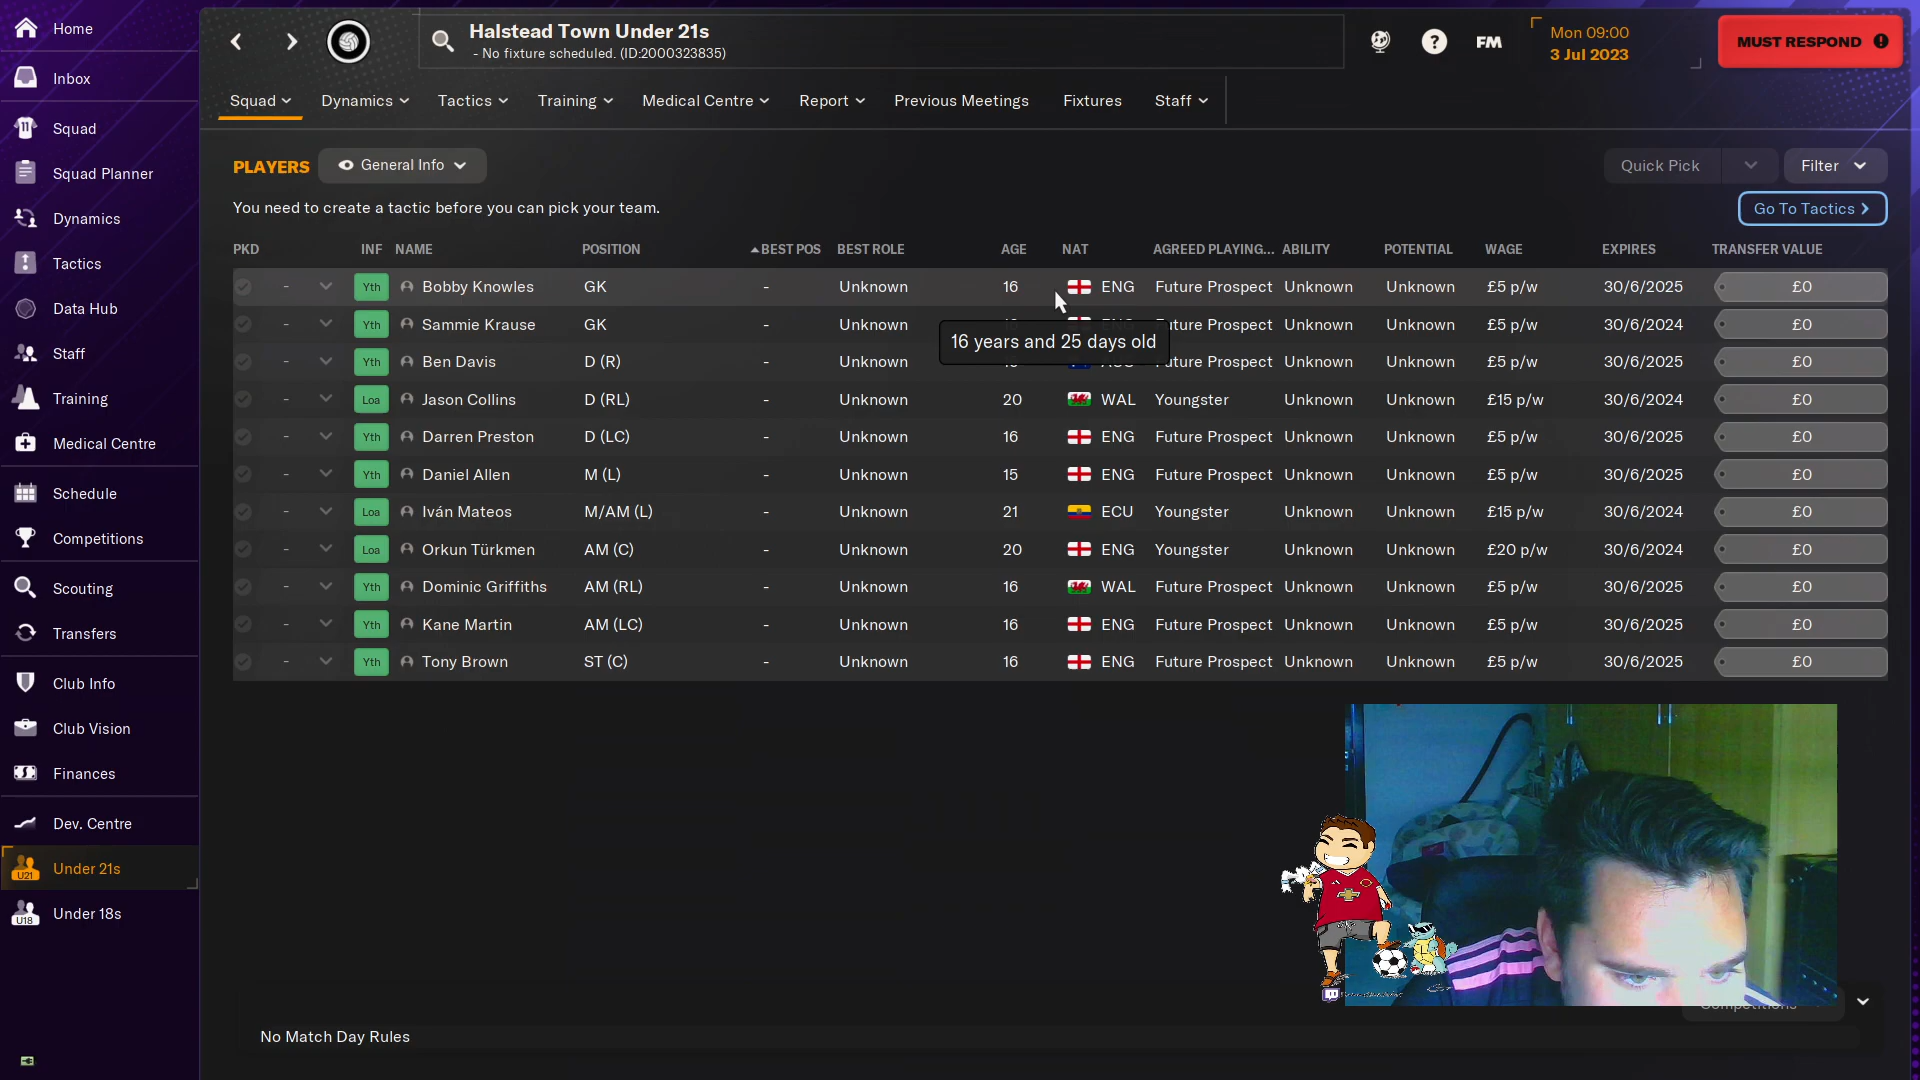 Home
Inbox
Squad
Squad Planner
Dynamics
Tactics
Data Hub
Staff
Training
Medical Centre
Schedule
Competitions
Scouting
Transfers
Club Info
Club Vision
Finances
Dev. Centre
U21 Under 21s
U18 Under 18s
Halstead Town Under 21s
- No fixture scheduled. (ID:2000323835)
? FM
Mon 09:00
3 Jul 2023
MUST RESPOND
Squad Dynamics Tactics Training Medical Centre Report Previous Meetings Fixtures Staff
PLAYERS General Info Quick Pick Filter
You need to create a tactic before you can pick your team. Go To Tactics
PKD INF NAME POSITION BEST POS BEST ROLE AGE NAT AGREED PLAYING... ABILITY POTENTIAL WAGE EXPIRES TRANSFER VALUE
- Yth Bobby Knowles GK - Unknown 16 ENG Future Prospect Unknown Unknown £5 p/w 30/6/2025 £0
- Yth Sammie Krause GK - Unknown ENG Future Prospect Unknown Unknown £5 p/w 30/6/2024 £0
16 years and 25 days old
- Yth Ben Davis D (R) - Unknown Future Prospect Unknown Unknown £5 p/w 30/6/2025 £0
- Loa Jason Collins D (RL) - Unknown 20 WAL Youngster Unknown Unknown £15 p/w 30/6/2024 £0
- Yth Darren Preston D (LC) - Unknown 16 ENG Future Prospect Unknown Unknown £5 p/w 30/6/2025 £0
- Yth Daniel Allen M (L) - Unknown 15 ENG Future Prospect Unknown Unknown £5 p/w 30/6/2025 £0
- Loa Iván Mateos M/AM (L) - Unknown 21 ECU Youngster Unknown Unknown £15 p/w 30/6/2024 £0
- Loa Orkun Türkmen AM (C) - Unknown 20 ENG Youngster Unknown Unknown £20 p/w 30/6/2024 £0
- Yth Dominic Griffiths AM (RL) - Unknown 16 WAL Future Prospect Unknown Unknown £5 p/w 30/6/2025 £0
- Yth Kane Martin AM (LC) - Unknown 16 ENG Future Prospect Unknown Unknown £5 p/w 30/6/2025 £0
- Yth Tony Brown ST (C) - Unknown 16 ENG Future Prospect Unknown Unknown £5 p/w 30/6/2025 £0
Competitions
No Match Day Rules